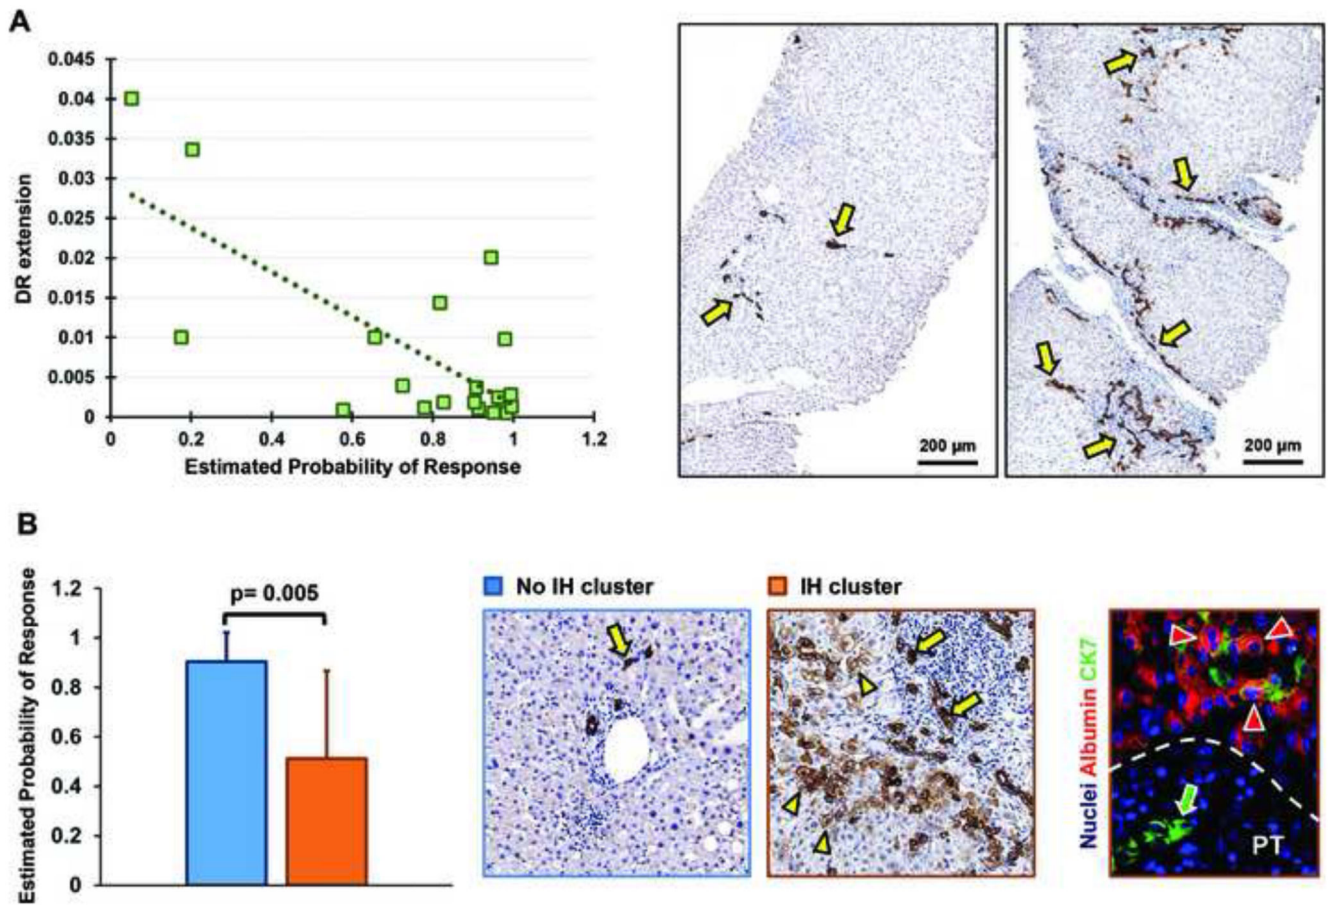 A
DR extension
0.045
0.04
0.035
0.03
0.025
0.02
0.015
0.01
0.005
0
0 0.2 0.4 0.6 0.8 1 1.2
Estimated Probability of Response
200 µm
200 µm
B
Estimated Probability of Response
1.2
1
0.8
0.6
0.4
0.2
0
p= 0.005
No IH cluster
IH cluster
Nuclei Albumin CK7
PT